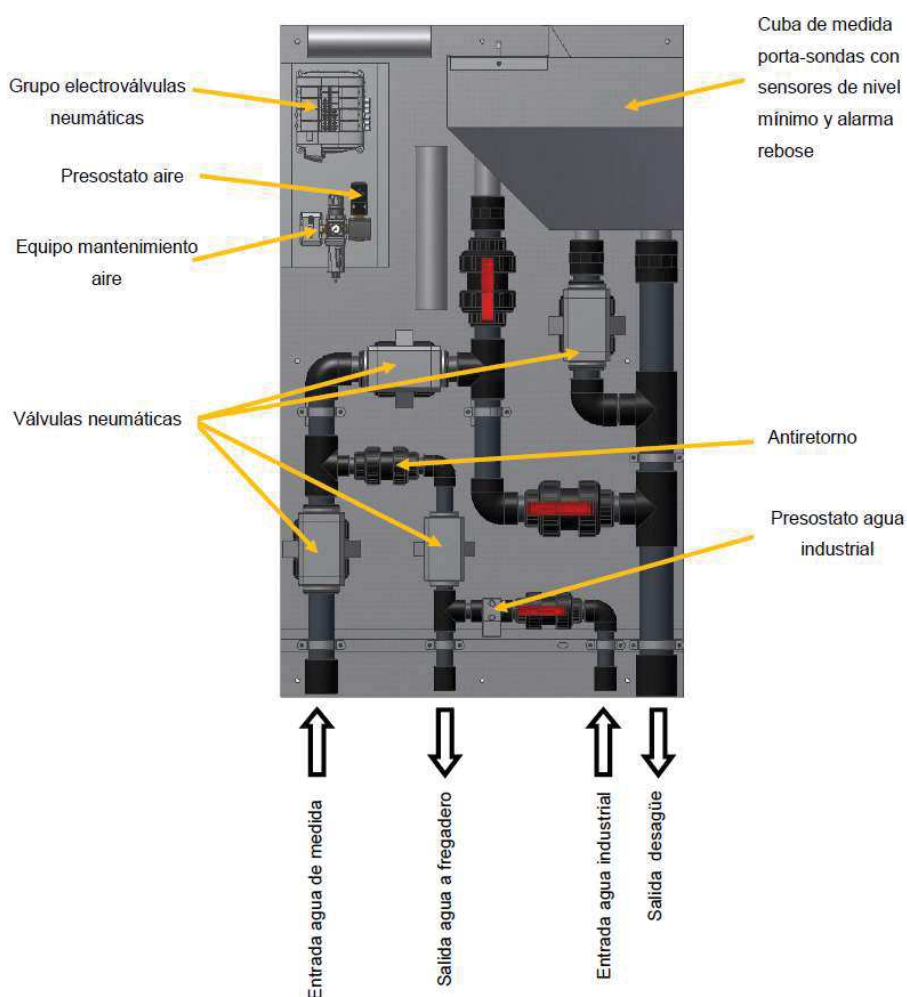 Grupo electroválvulas
neumáticas
Presostato aire
Equipo mantenimiento
aire
Válvulas neumáticas
Cuba de medida
porta-sondas con
sensores de nivel
mínimo y alarma
rebose
Antiretorno
Presostato agua
industrial
Entrada agua de medida
Salida agua a fregadero
Entrada agua industrial
Salida desagüe